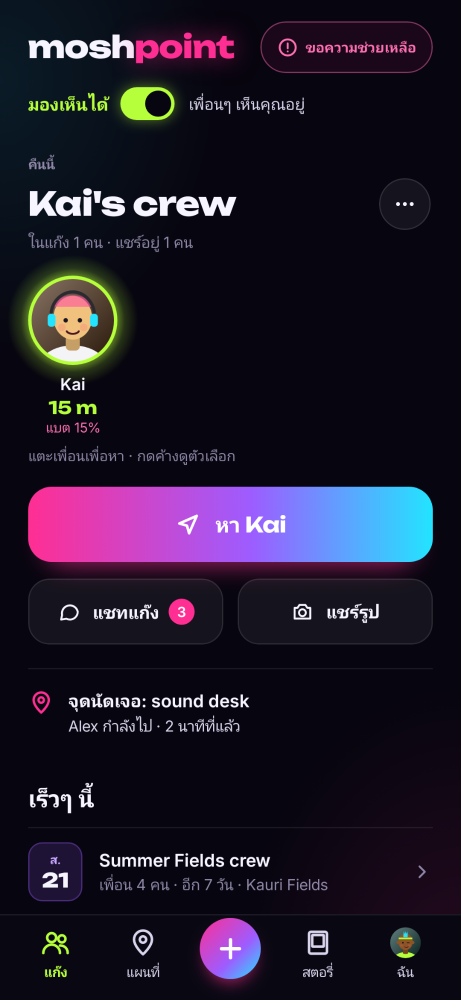 moshpoint
ขอความช่วยเหลือ
มองเห็นได้
เพื่อนๆ เห็นคุณอยู่
คืนนี้
Kai's crew
ในแก๊ง 1 คน · แชร์อยู่ 1 คน
Kai
15 m
แบต 15%
แตะเพื่อนเพื่อหา · กดค้างดูตัวเลือก
หา Kai
แชทแก๊ง 3
แชร์รูป
จุดนัดเจอ: sound desk
Alex กำลังไป · 2 นาทีที่แล้ว
เร็วๆ นี้
ส.
21
Summer Fields crew
เพื่อน 4 คน · อีก 7 วัน · Kauri Fields
แก๊ง
แผนที่
สตอรี่
ฉัน